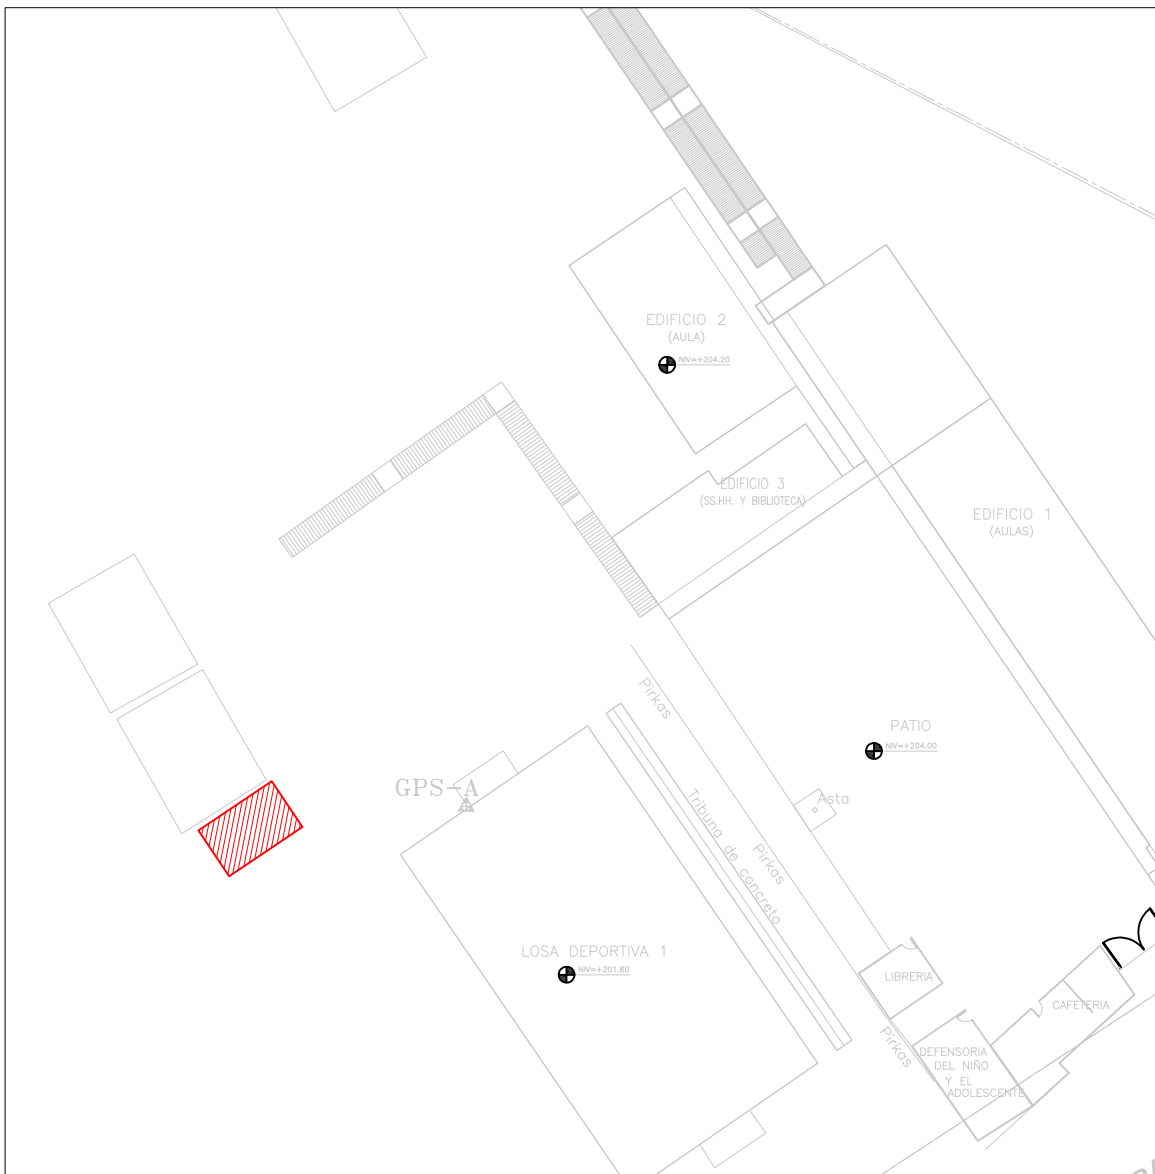 EDIFICIO 2
(AULA)
NIV=+204.20
EDIFICIO 3
(SS.HH. Y BIBLIOTECA)
EDIFICIO 1
(AULAS)
Pirkas
PATIO
NIV=+204.00
GPS-A
Asta
Tribuna de concreto
Pirkas
LOSA DEPORTIVA 1
NIV=+201.60
LIBRERIA
CAFETERIA
Pirkas
DEFENSORIA
DEL NIÑO
Y EL
ADOLESCENTE